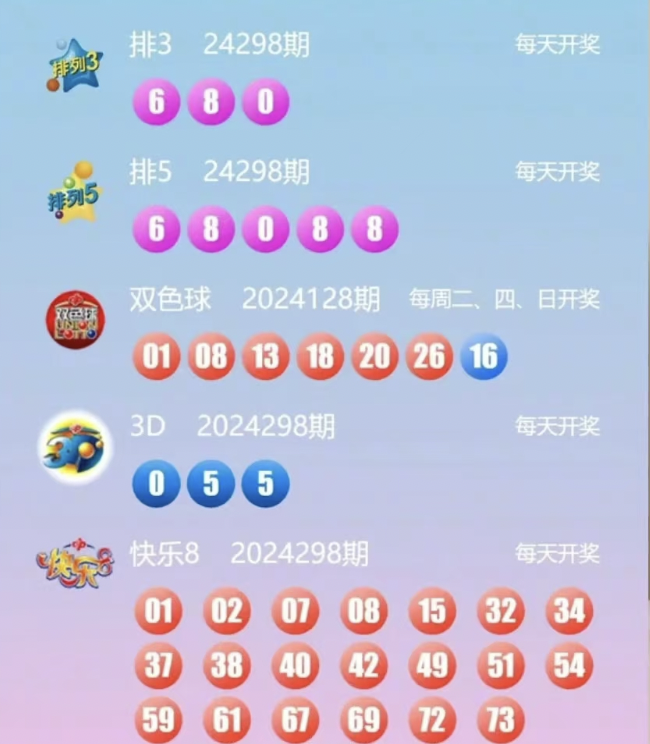 排3 24298期 每天开奖
排列3
6 8 0
排5 24298期 每天开奖
排列5
6 8 0 8 8
双色球 2024128期 每周二、四、日开奖
双色球
UNION
LOTTO
01 08 13 18 20 26 16
3D 2024298期 每天开奖
3D
0 5 5
快乐8 2024298期 每天开奖
快乐8
01 02 07 08 15 32 34
37 38 40 42 49 51 54
59 61 67 69 72 73